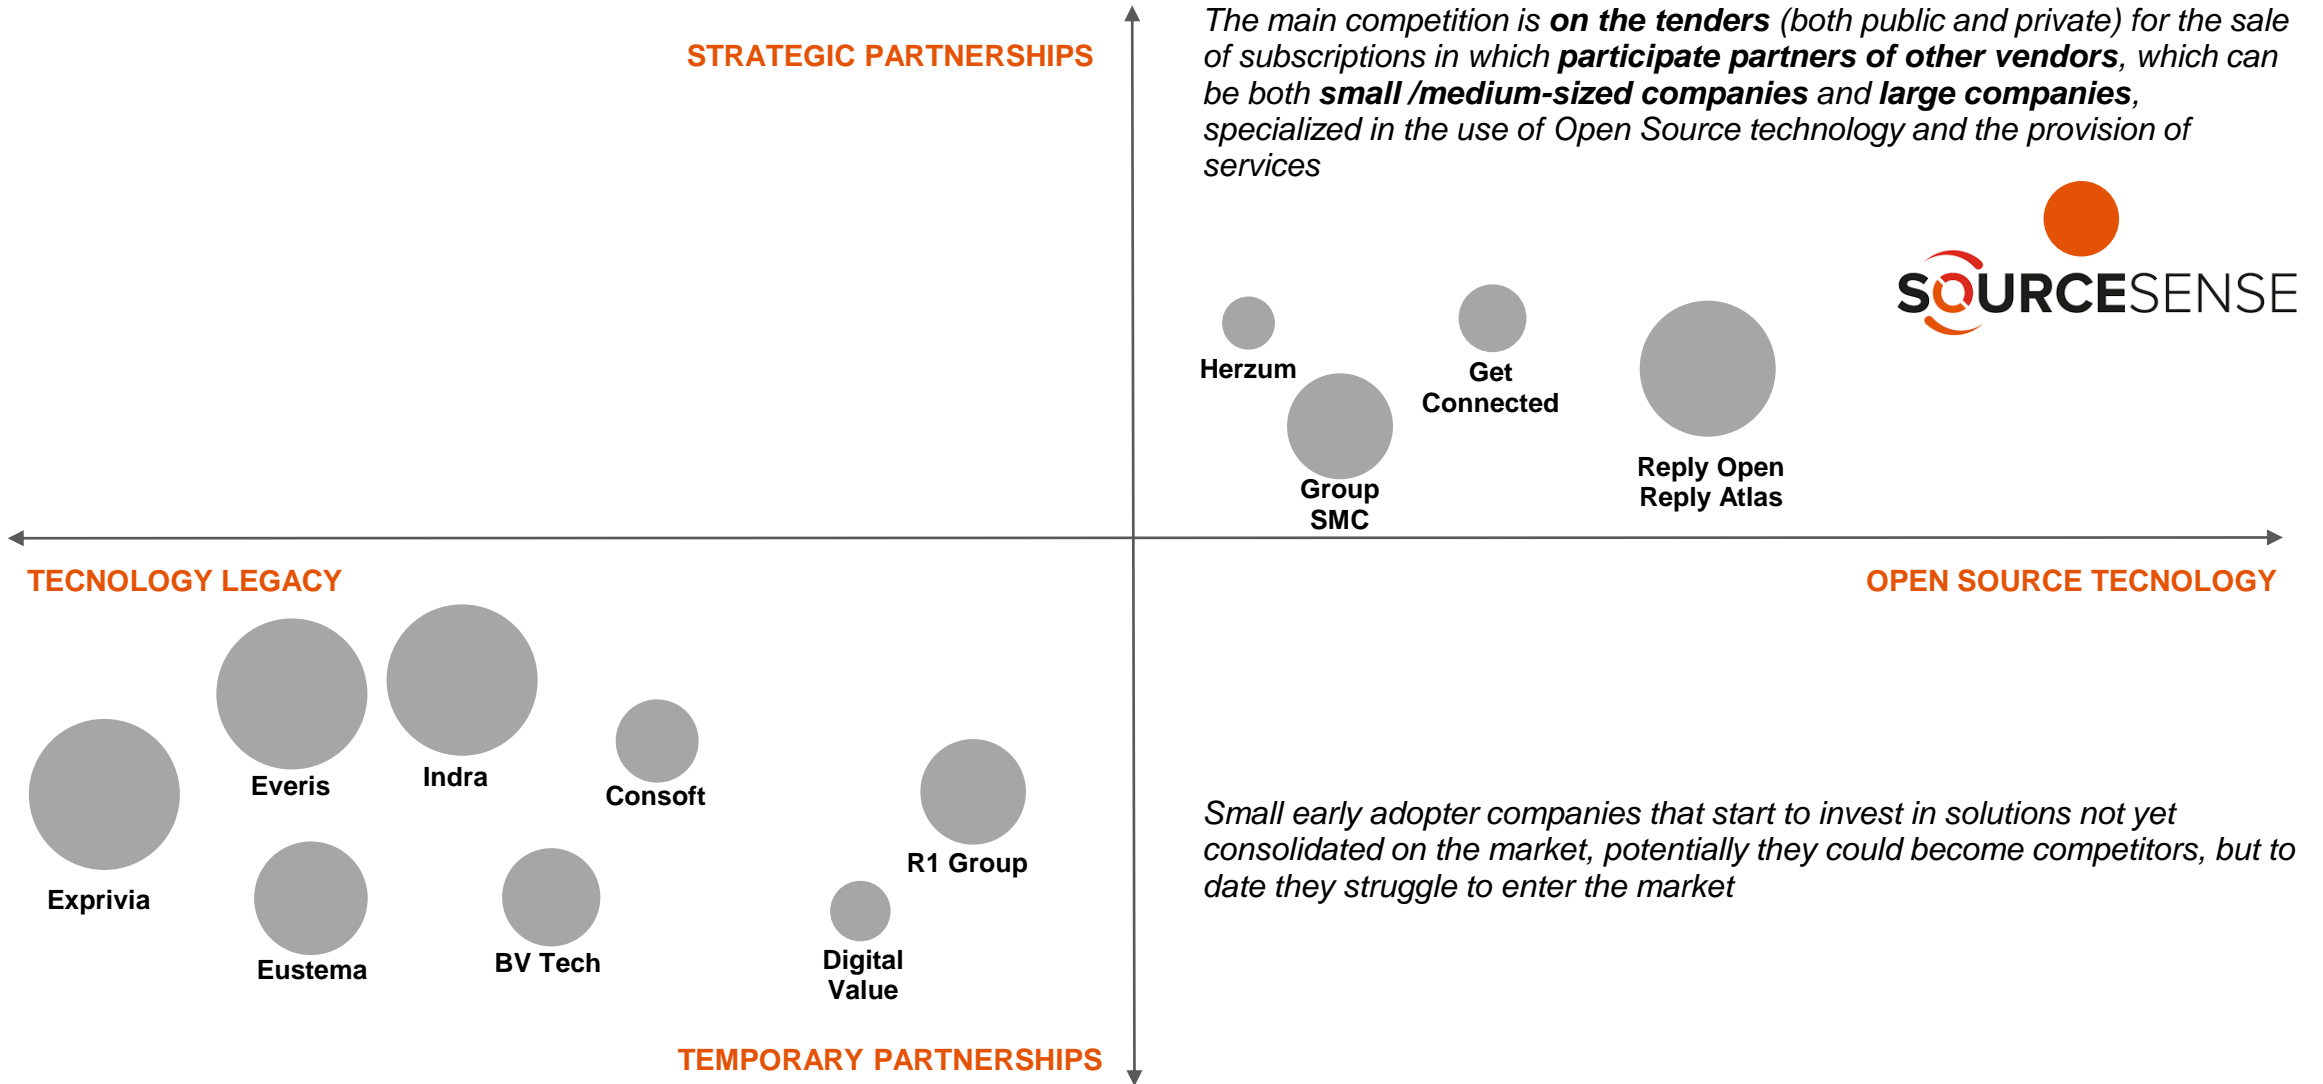 STRATEGIC PARTNERSHIPS
The main competition is on the tenders (both public and private) for the sale
of subscriptions in which participate partners of other vendors, which can
be both small /medium-sized companies and large companies,
specialized in the use of Open Source technology and the provision of
services
SOURCESENSE
Herzum
Get
Connected
Group
SMC
Reply Open
Reply Atlas
TECNOLOGY LEGACY
OPEN SOURCE TECNOLOGY
Everis
Indra
Consoft
Exprivia
R1 Group
Eustema
BV Tech
Digital
Value
Small early adopter companies that start to invest in solutions not yet
consolidated on the market, potentially they could become competitors, but to
date they struggle to enter the market
TEMPORARY PARTNERSHIPS